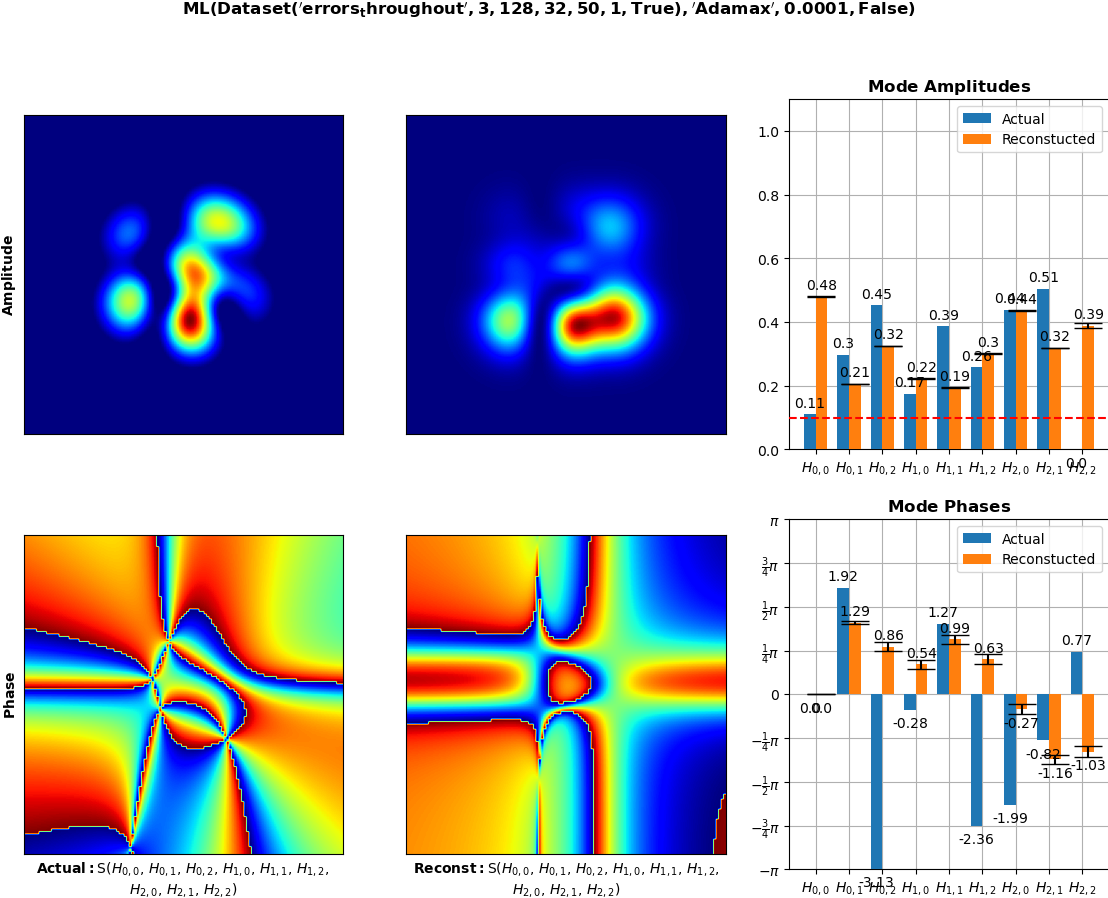 ML(Dataset('errors_throughout', 3, 128, 32, 50, 1, True), 'Adamax', 0.0001, False)
Amplitude
Mode Amplitudes
Actual
Reconstucted
1.0
0.8
0.6
0.4
0.2
0.0
0.11 0.48 0.3 0.21 0.45 0.32 0.17 0.22 0.39 0.19 0.26 0.3 0.44 0.44 0.51 0.32 0.0 0.39
H0,0 H0,1 H0,2 H1,0 H1,1 H1,2 H2,0 H2,1 H2,2
Phase
Actual: S(H0,0, H0,1, H0,2, H1,0, H1,1, H1,2,
H2,0, H2,1, H2,2)
Reconst: S(H0,0, H0,1, H0,2, H1,0, H1,1, H1,2,
H2,0, H2,1, H2,2)
Mode Phases
Actual
Reconstucted
π
3/4π
1/2π
1/4π
0
−1/4π
−1/2π
−3/4π
−π
0.0 0.0 1.92 1.29 -3.13 0.86 -0.28 0.54 1.27 0.99 -2.36 0.63 -1.99 -0.27 -0.82 -1.16 0.77 -1.03
H0,0 H0,1 H0,2 H1,0 H1,1 H1,2 H2,0 H2,1 H2,2